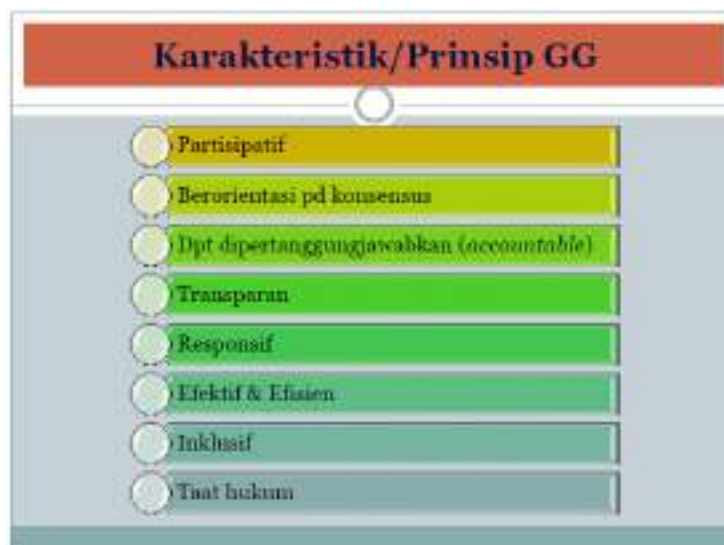 Karakteristik/Prinsip GG
Partisipatif
Berorientasi pd konsensus
Dpt dipertanggungjawabkan (accountable)
Transparan
Responsif
Efektif & Efisien
Inklusif
Taat hukum